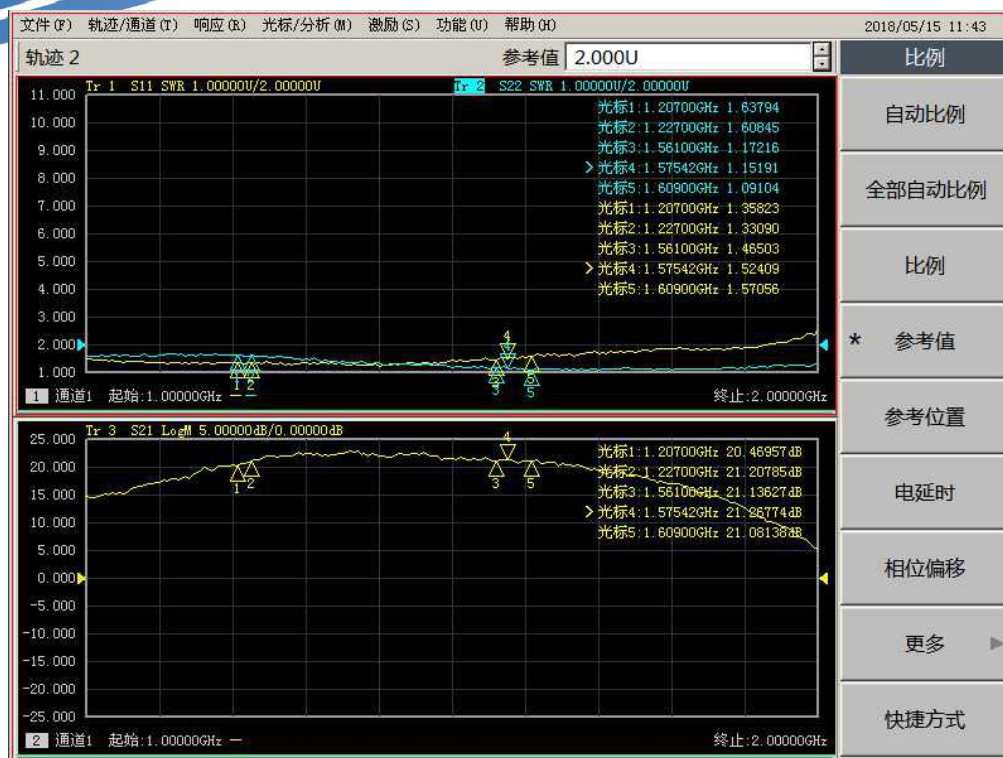 文件(F) 轨迹/通道(T) 响应(R) 光标/分析(M) 激励(S) 功能(U) 帮助(H) 2018/05/15 11:43
轨迹 2 参考值 2.000U 比例
Tr 1 S11 SWR 1.00000U/2.00000U Tr 2 S22 SWR 1.00000U/2.00000U
11.000
10.000
9.000
8.000
7.000
6.000
5.000
4.000
3.000
2.000
1.000
光标1:1.20700GHz 1.63794
光标2:1.22700GHz 1.60845
光标3:1.56100GHz 1.17216
>光标4:1.57542GHz 1.15191
光标5:1.60900GHz 1.09104
光标1:1.20700GHz 1.35823
光标2:1.22700GHz 1.33090
光标3:1.56100GHz 1.46503
>光标4:1.57542GHz 1.52409
光标5:1.60900GHz 1.57056
4
1 2 3 5
3 5
1 通道1 起始:1.00000GHz 终止:2.00000GHz
Tr 3 S21 LogM 5.00000dB/0.00000dB
25.000
20.000
15.000
10.000
5.000
0.000
-5.000
-10.000
-15.000
-20.000
-25.000
光标1:1.20700GHz 20.46957dB
光标2:1.22700GHz 21.20785dB
光标3:1.56100GHz 21.13627dB
>光标4:1.57542GHz 21.26774dB
光标5:1.60900GHz 21.08138dB
4
1 2 3 5
2 通道1 起始:1.00000GHz 终止:2.00000GHz
自动比例
全部自动比例
比例
* 参考值
参考位置
电延时
相位偏移
更多
快捷方式